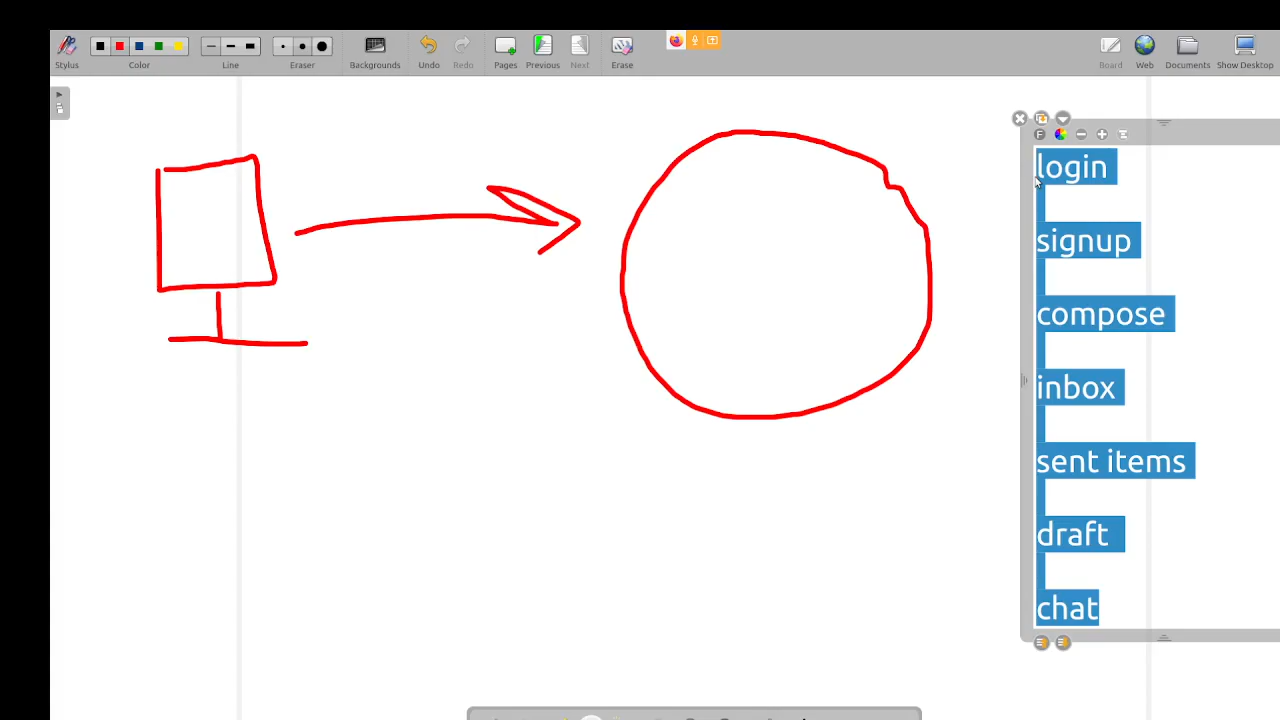 Stylus
Color
Line
Eraser
Backgrounds
Undo
Redo
Pages
Previous
Next
Erase
Board
Web
Documents
Show Desktop
F
login
signup
compose
inbox
sent items
draft
chat